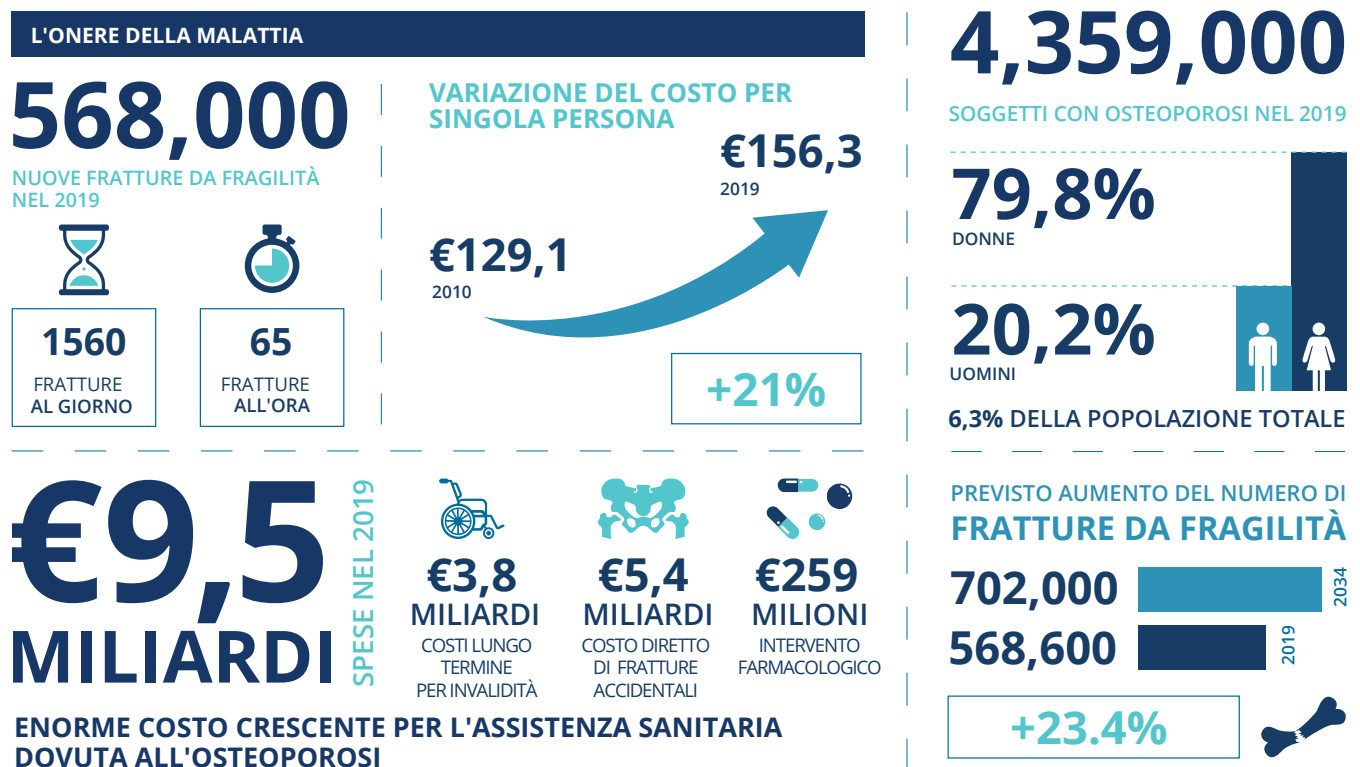 L'ONERE DELLA MALATTIA
568,000
NUOVE FRATTURE DA FRAGILITÀ
NEL 2019
1560
FRATTURE
AL GIORNO
65
FRATTURE
ALL'ORA
VARIAZIONE DEL COSTO PER
SINGOLA PERSONA
€156,3
2019
€129,1
2010
+21%
€9,5
MILIARDI
SPESE NEL 2019
€3,8
MILIARDI
COSTI LUNGO
TERMINE
PER INVALIDITÀ
€5,4
MILIARDI
COSTO DIRETTO
DI FRATTURE
ACCIDENTALI
€259
MILIONI
INTERVENTO
FARMACOLOGICO
ENORME COSTO CRESCENTE PER L'ASSISTENZA SANITARIA
DOVUTA ALL'OSTEOPOROSI
4,359,000
SOGGETTI CON OSTEOPOROSI NEL 2019
79,8%
DONNE
20,2%
UOMINI
6,3% DELLA POPOLAZIONE TOTALE
PREVISTO AUMENTO DEL NUMERO DI
FRATTURE DA FRAGILITÀ
702,000
2034
568,600
2019
+23.4%